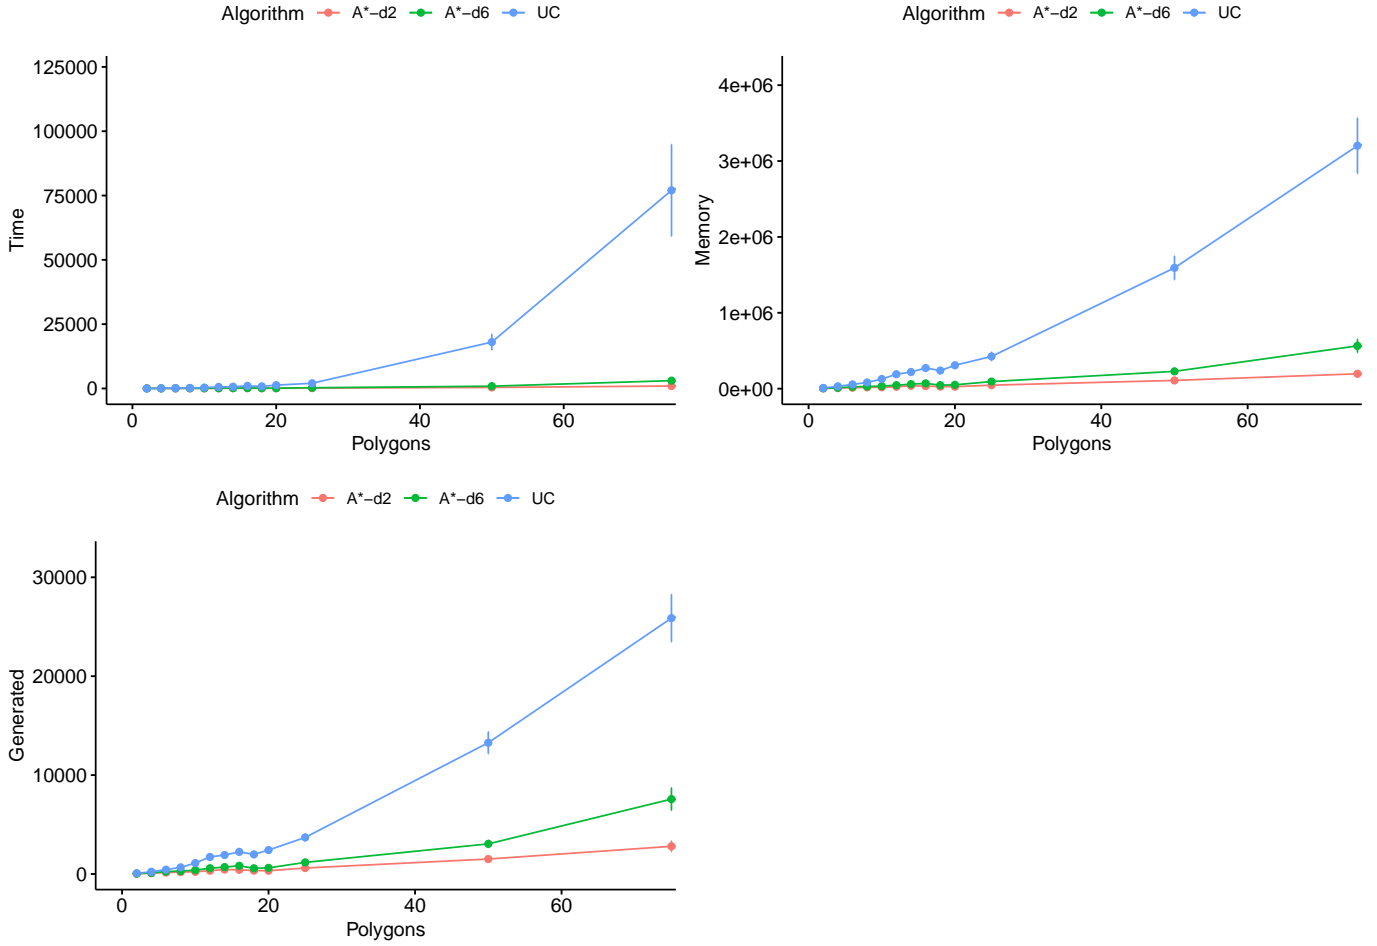 Algorithm A*−d2 A*−d6 UC
125000
100000
75000
50000
25000
0
Time
0 20 40 60
Polygons
Algorithm A*−d2 A*−d6 UC
4e+06
3e+06
2e+06
1e+06
0e+00
Memory
0 20 40 60
Polygons
Algorithm A*−d2 A*−d6 UC
30000
20000
10000
0
Generated
0 20 40 60
Polygons